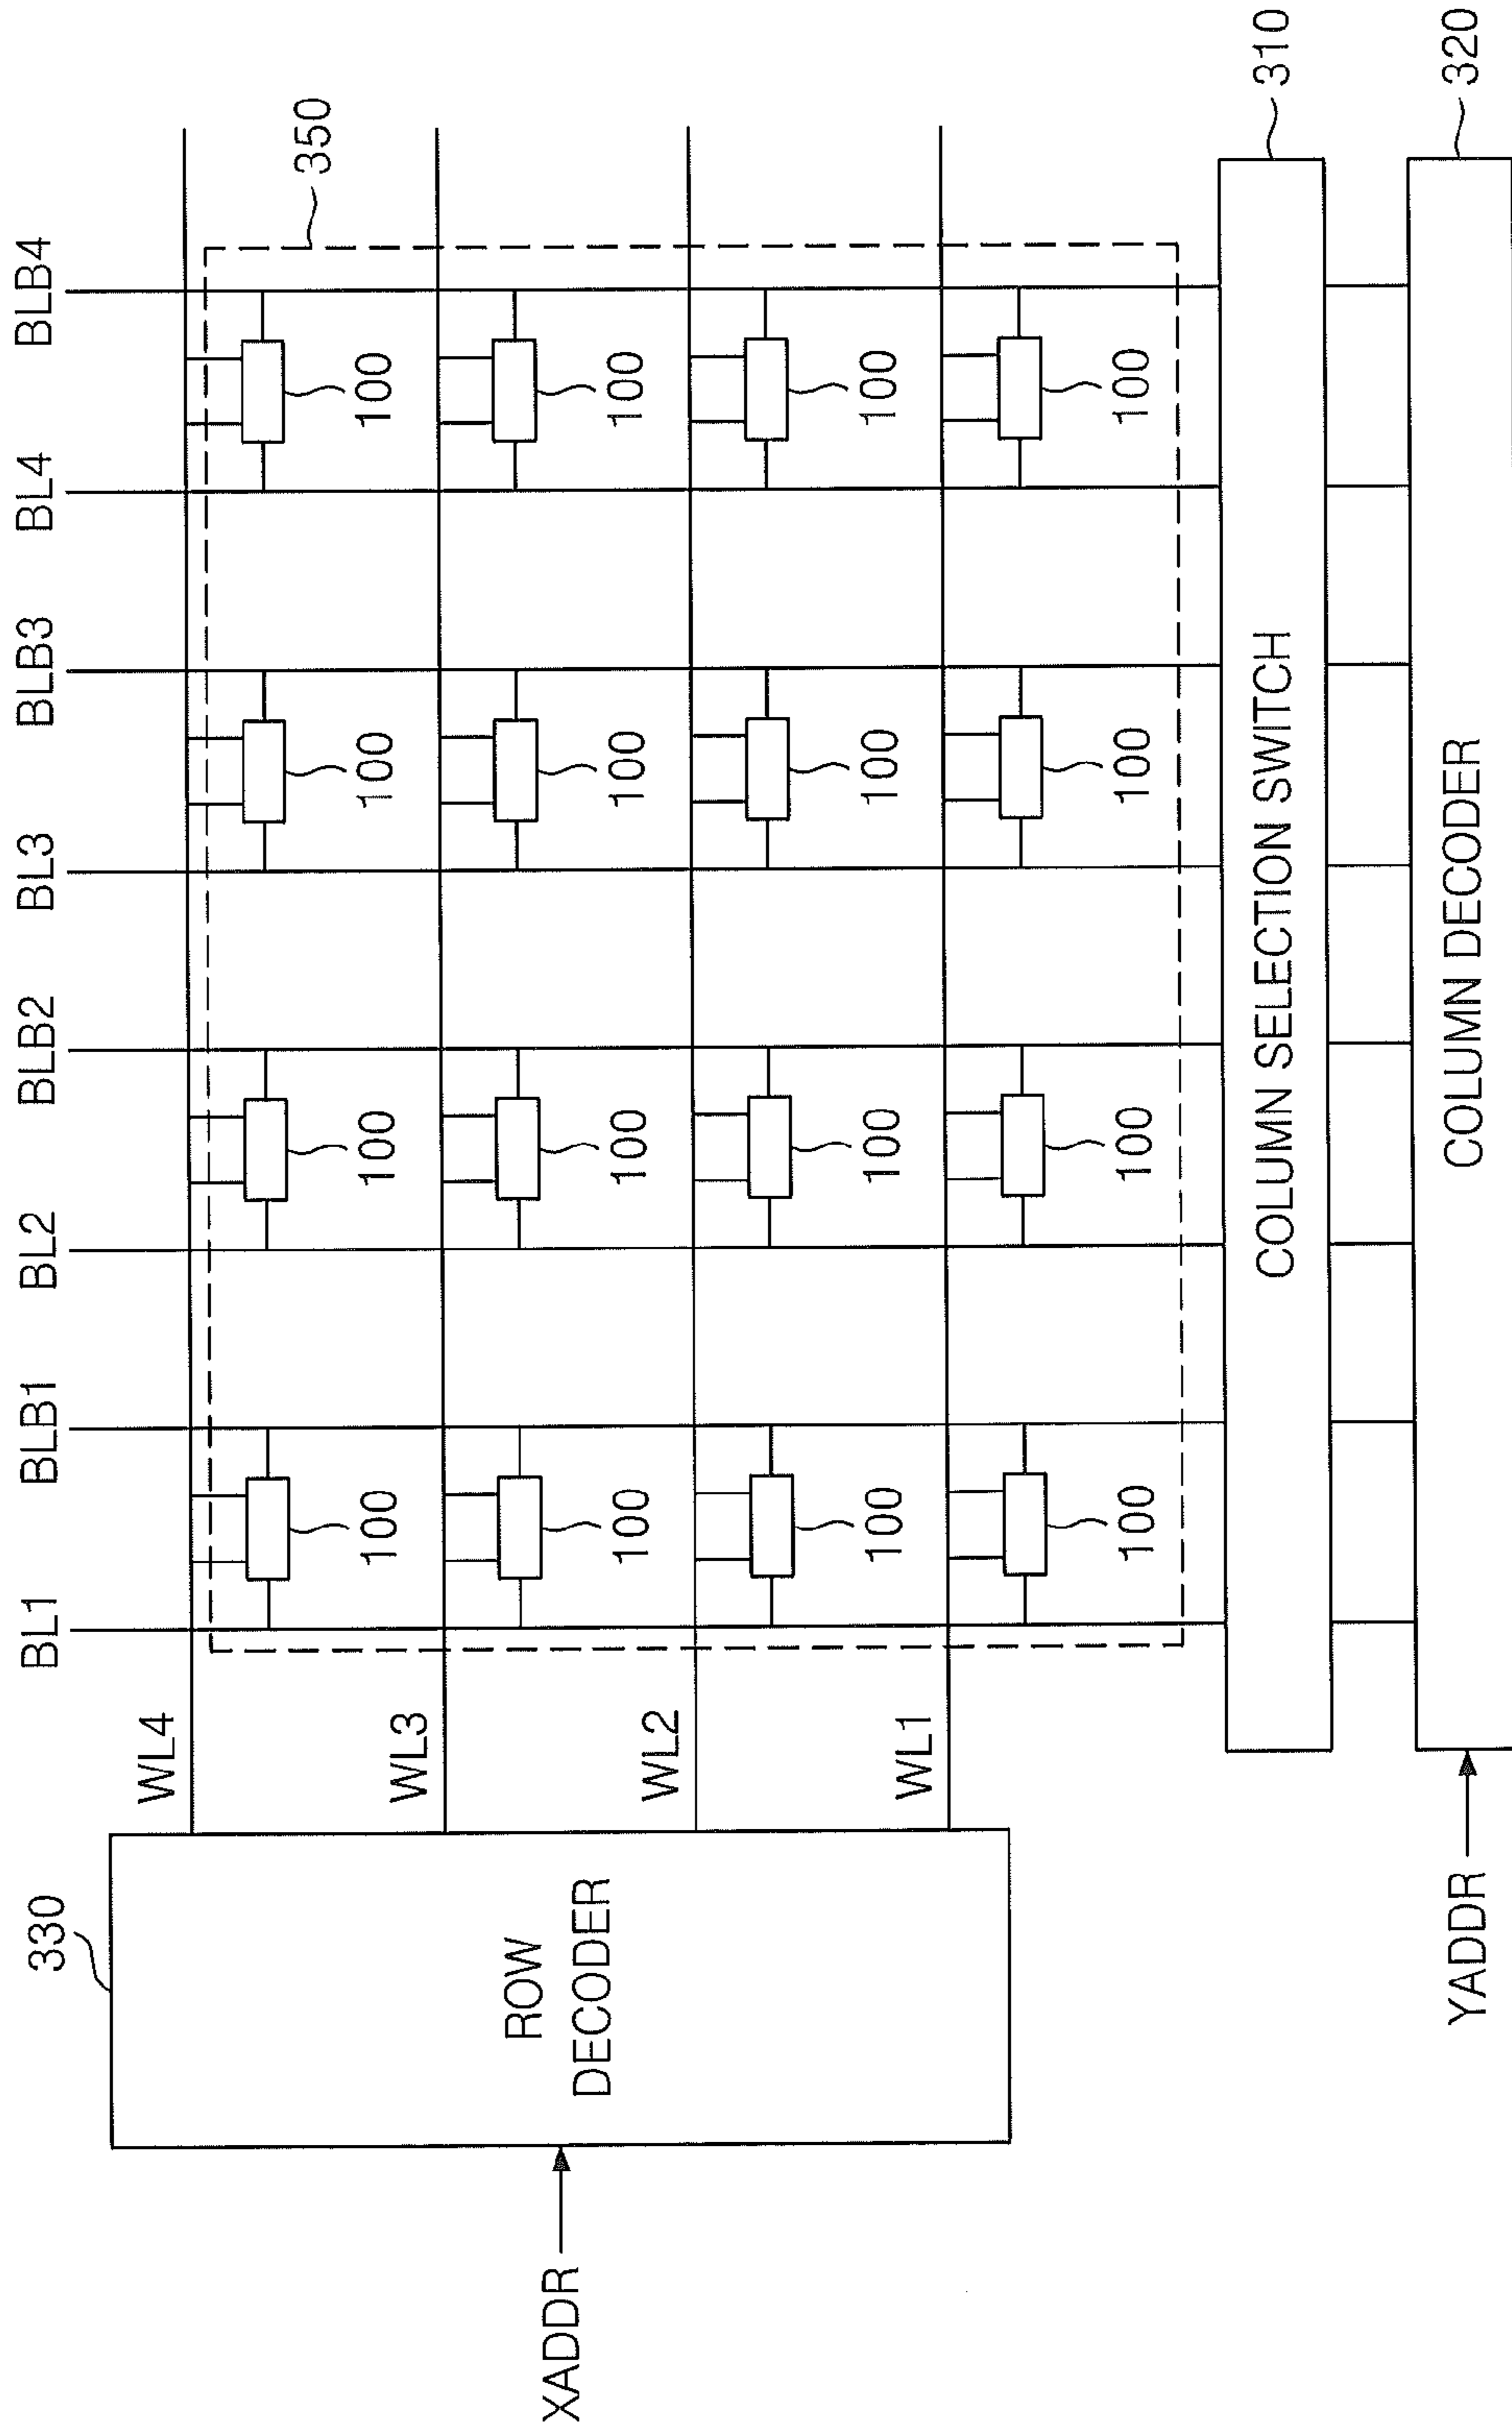 BL1 BLB1 BL2 BLB2 BL3 BLB3 BL4 BLB4
330
350
WL4
100 100 100 100
WL3
100 100 100 100
XADDR
ROW
DECODER
WL2
100 100 100 100
WL1
100 100 100 100
COLUMN SELECTION SWITCH
310
YADDR
COLUMN DECODER
320